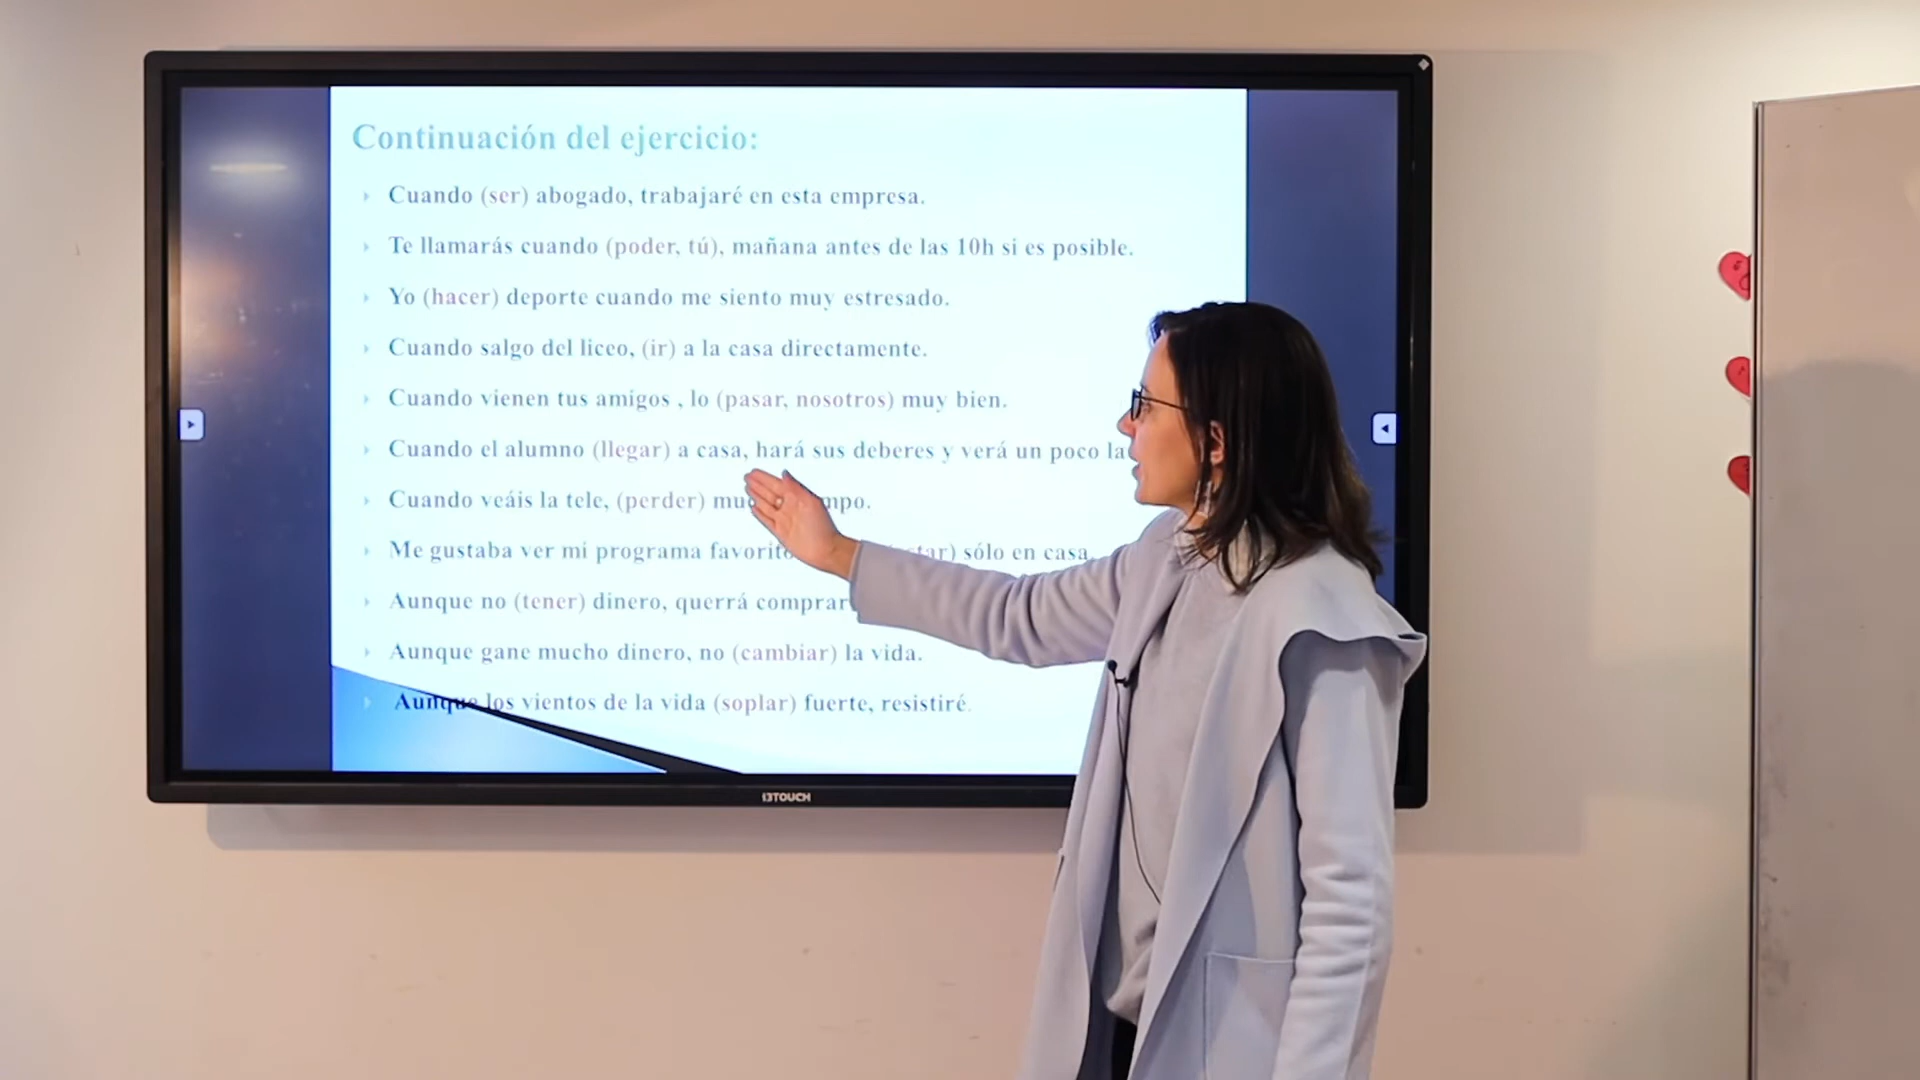 Continuación del ejercicio:
Cuando (ser) abogado, trabajaré en esta empresa.
Te llamarás cuando (poder, tú), mañana antes de las 10h si es posible.
Yo (hacer) deporte cuando me siento muy estresado.
Cuando salgo del liceo, (ir) a la casa directamente.
Cuando vienen tus amigos , lo (pasar, nosotros) muy bien.
Cuando el alumno (llegar) a casa, hará sus deberes y verá un poco la
Cuando veáis la tele, (perder)
Me gustaba ver mi programa favorito sólo en casa.
Aunque no (tener) dinero, querrá comprar
Aunque gane mucho dinero, no (cambiar) la vida.
Aunque los vientos de la vida (soplar) fuerte, resistiré.
i3TOUCH